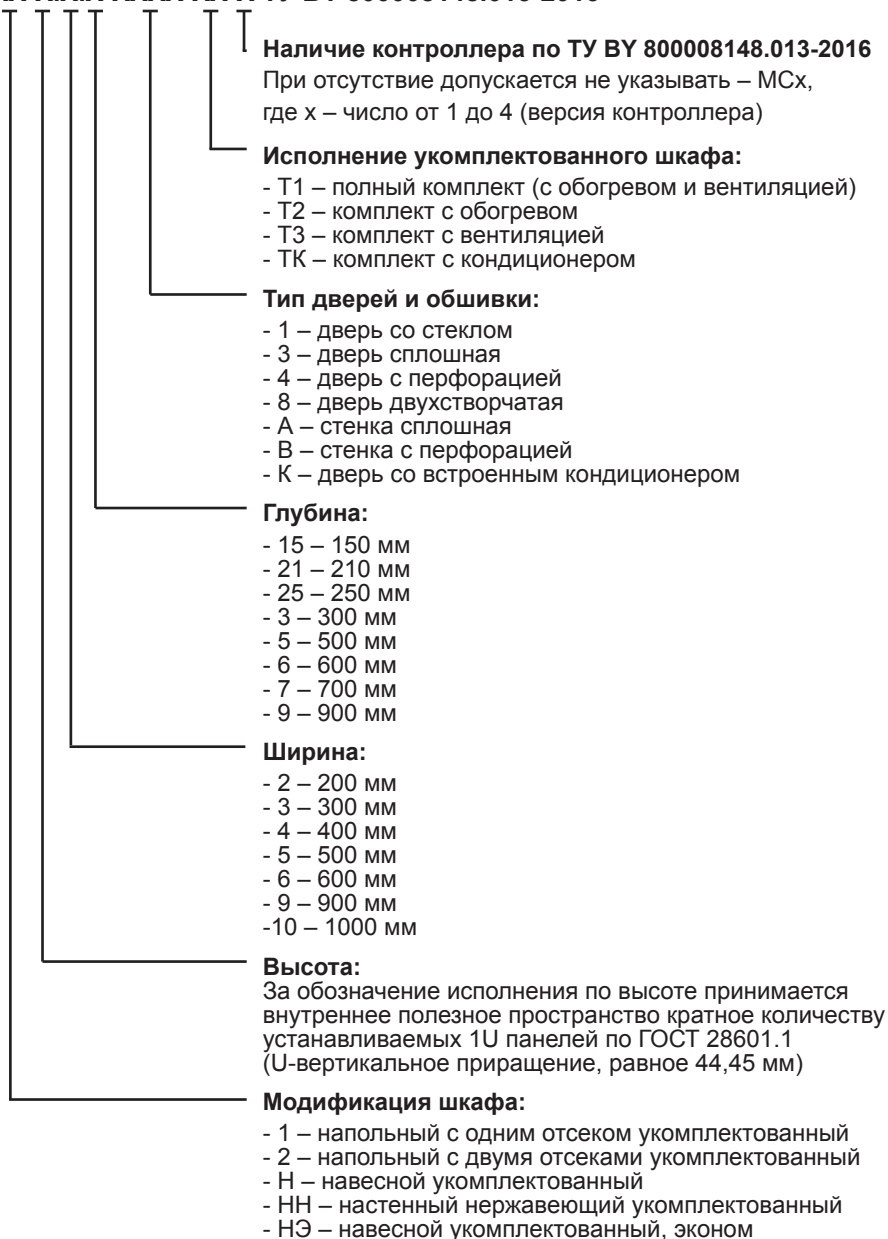 Наличие контроллера по ТУ BY 800008148.013-2016
При отсутствие допускается не указывать – МСх,
где х – число от 1 до 4 (версия контроллера)
Исполнение укомплектованного шкафа:
- Т1 – полный комплект (с обогревом и вентиляцией)
- Т2 – комплект с обогревом
- Т3 – комплект с вентиляцией
- ТК – комплект с кондиционером
Тип дверей и обшивки:
- 1 – дверь со стеклом
- 3 – дверь сплошная
- 4 – дверь с перфорацией
- 8 – дверь двухстворчатая
- А – стенка сплошная
- В – стенка с перфорацией
- К – дверь со встроенным кондиционером
Глубина:
- 15 – 150 мм
- 21 – 210 мм
- 25 – 250 мм
- 3 – 300 мм
- 5 – 500 мм
- 6 – 600 мм
- 7 – 700 мм
- 9 – 900 мм
Ширина:
- 2 – 200 мм
- 3 – 300 мм
- 4 – 400 мм
- 5 – 500 мм
- 6 – 600 мм
- 9 – 900 мм
-10 – 1000 мм
Высота:
За обозначение исполнения по высоте принимается
внутреннее полезное пространство кратное количеству
устанавливаемых 1U панелей по ГОСТ 28601.1
(U-вертикальное приращение, равное 44,45 мм)
Модификация шкафа:
- 1 – напольный с одним отсеком укомплектованный
- 2 – напольный с двумя отсеками укомплектованный
- Н – навесной укомплектованный
- НН – настенный нержавеющий укомплектованный
- НЭ – навесной укомплектованный, эконом